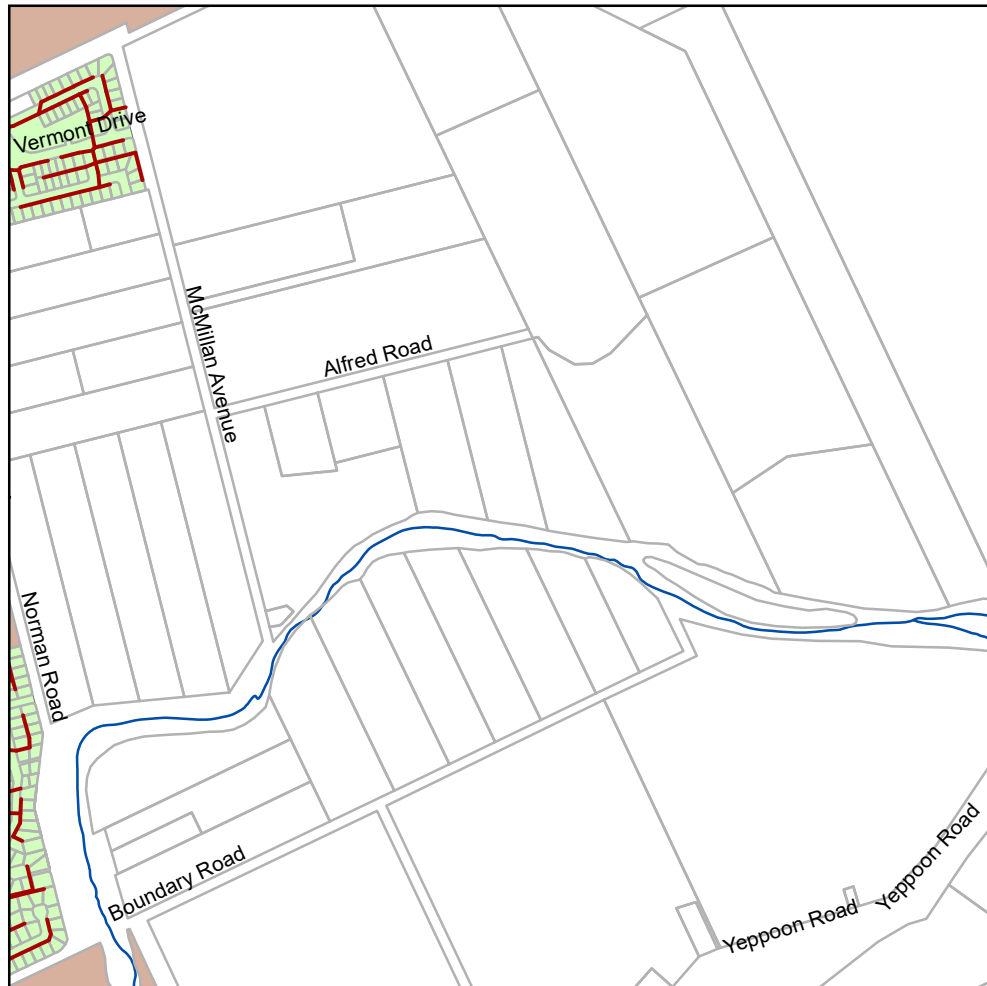 Vermont Drive
McMillan Avenue
Alfred Road
Norman Road
Boundary Road
Yeppoon Road
Yeppoon Road